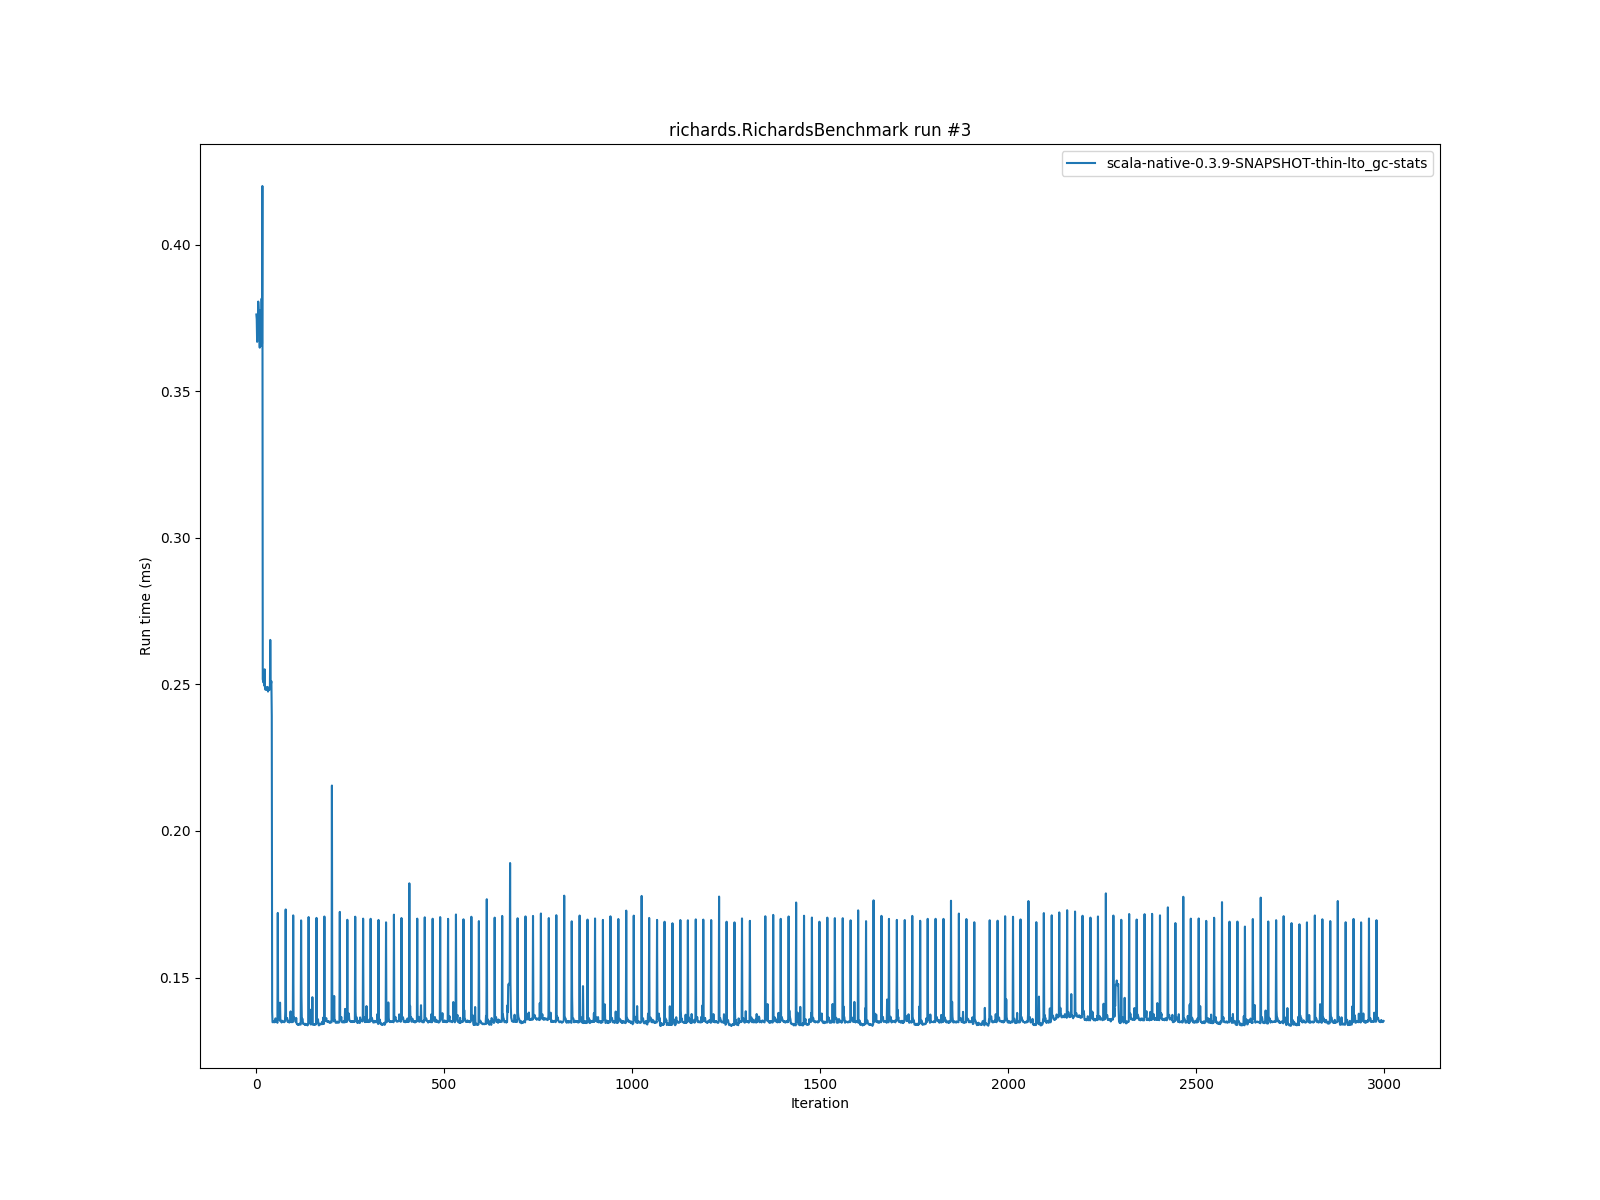 richards.RichardsBenchmark run #3
scala-native-0.3.9-SNAPSHOT-thin-lto_gc-stats
Run time (ms)
0.40
0.35
0.30
0.25
0.20
0.15
0 500 1000 1500 2000 2500 3000
Iteration